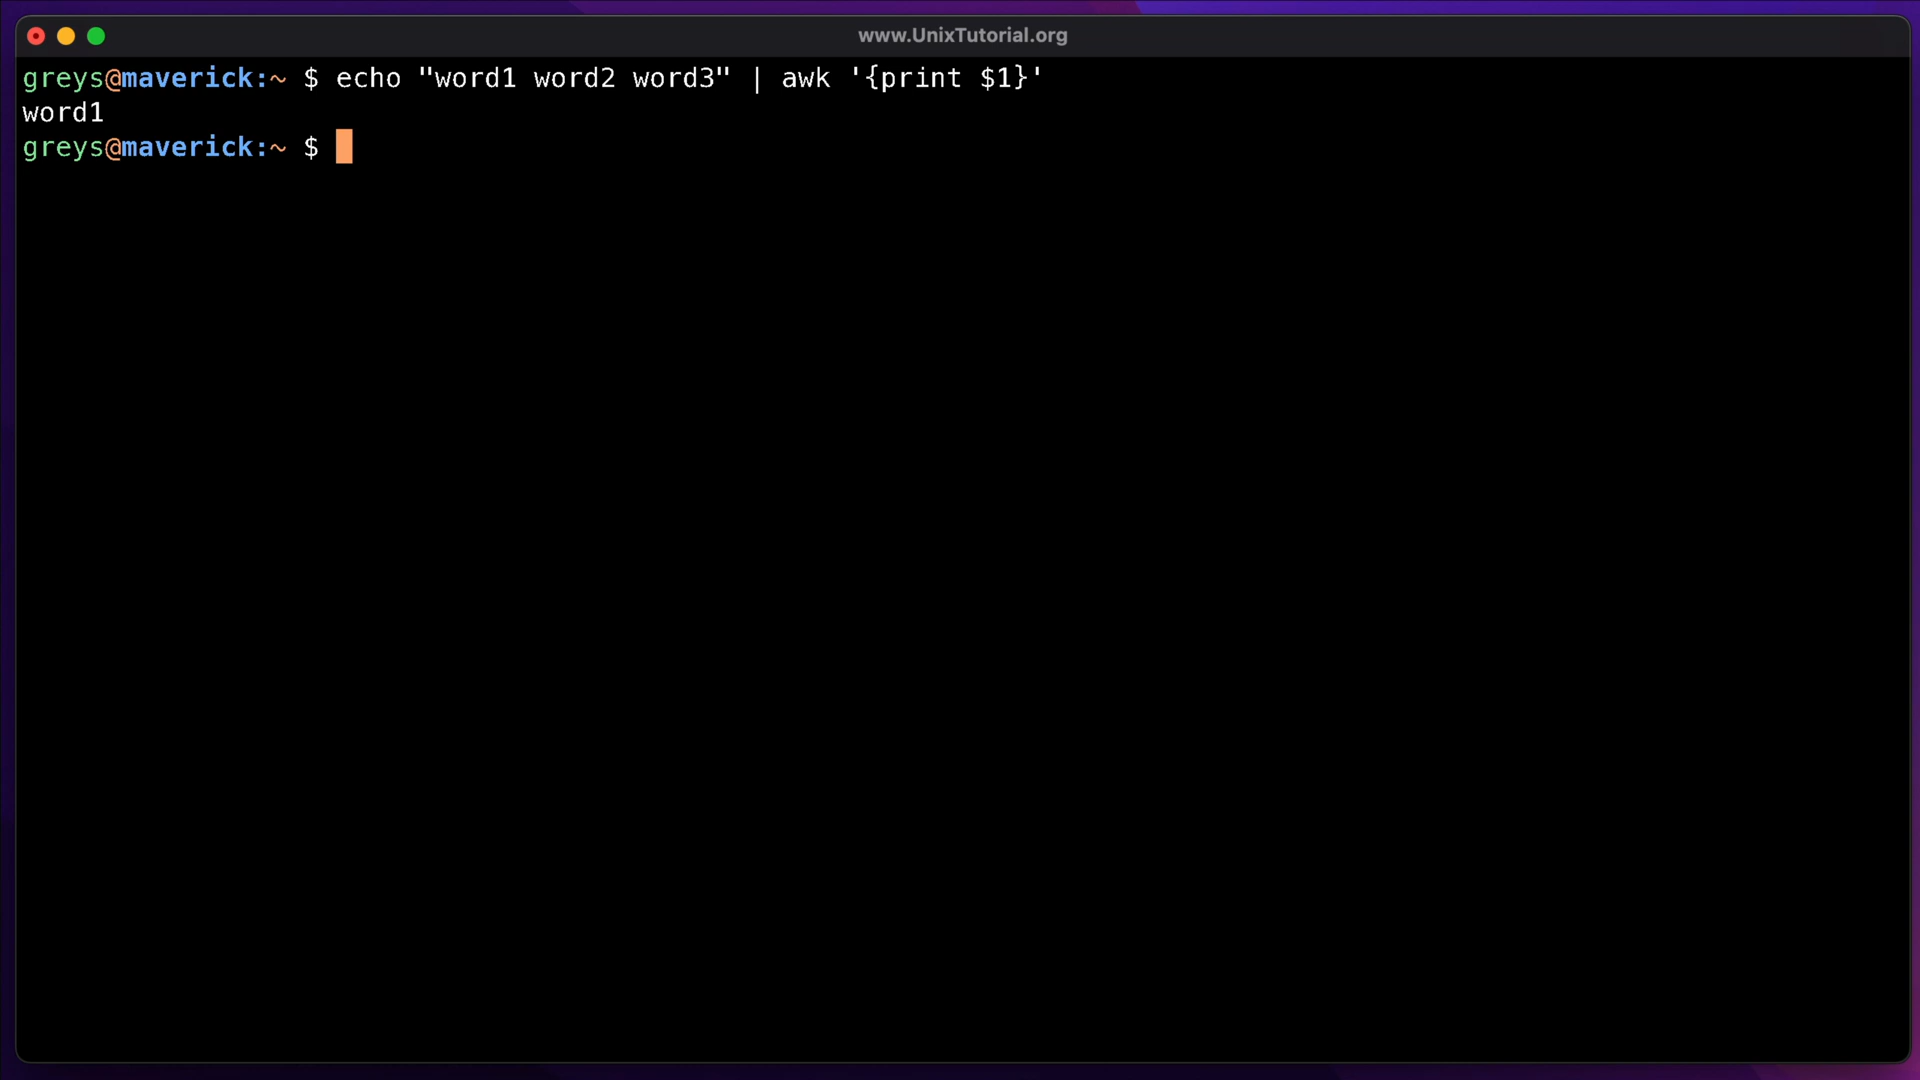 www.UnixTutorial.org
greys@maverick:~ $ echo "word1 word2 word3" | awk '{print $1}'
word1
greys@maverick:~ $